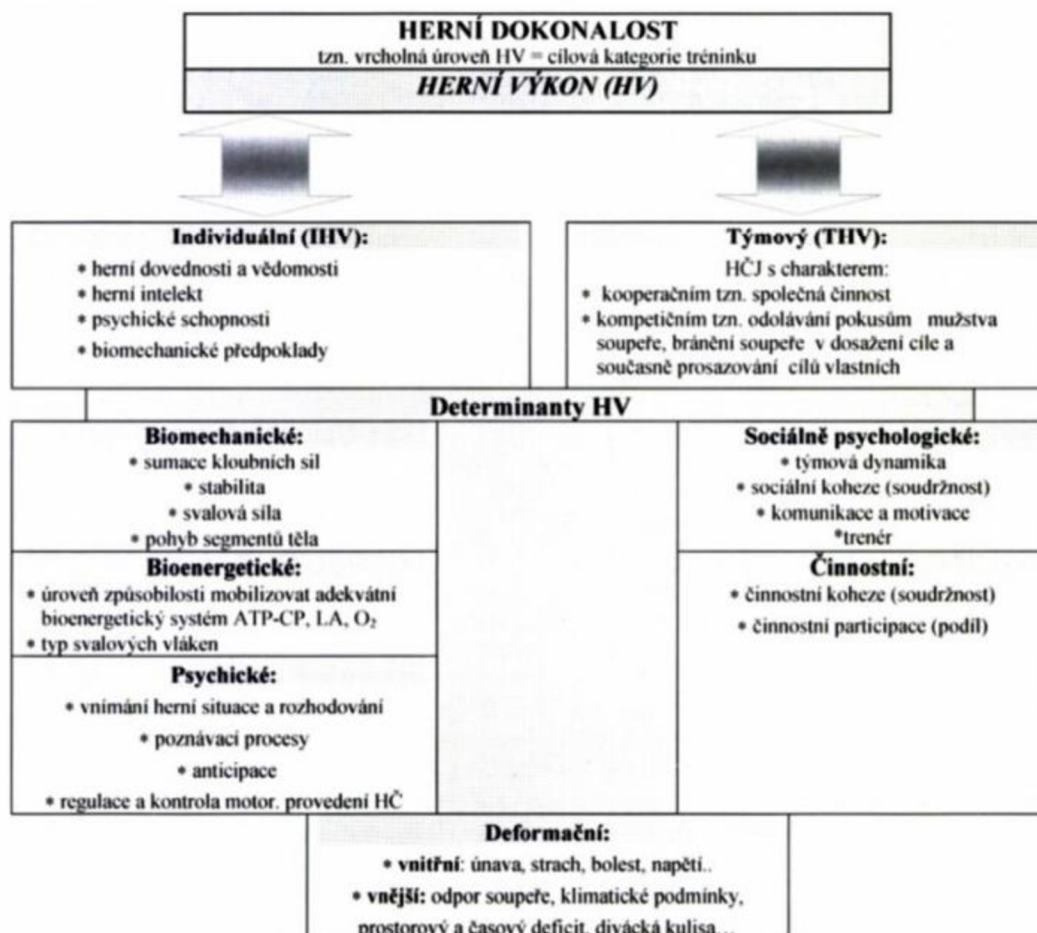 HERNÍ DOKONALOST
tzn. vrcholná úroveň HV = cílová kategorie tréninku
HERNÍ VÝKON (HV)
Individuální (IHV):
* herní dovednosti a vědomosti
* herní intelekt
* psychické schopnosti
* biomechanické předpoklady
Týmový (THV):
HČJ s charakterem:
* kooperačním tzn. společná činnost
* kompetičním tzn. odolávání pokusům mužstva
soupeře, bránění soupeře v dosažení cíle a
současně prosazování cílů vlastních
Determinanty HV
Biomechanické:
* sumace kloubních sil
* stabilita
* svalová síla
* pohyb segmentů těla
Bioenergetické:
* úroveň způsobilosti mobilizovat adekvátní
bioenergetický systém ATP-CP, LA, O₂
* typ svalových vláken
Psychické:
* vnímání herní situace a rozhodování
* poznávací procesy
* anticipace
* regulace a kontrola motor. provedení HČ
Sociálně psychologické:
* týmová dynamika
* sociální koheze (soudržnost)
* komunikace a motivace
*trenér
Činnostní:
* činnostní koheze (soudržnost)
* činnostní participace (podíl)
Deformační:
* vnitřní: únava, strach, bolest, napětí..
* vnější: odpor soupeře, klimatické podmínky,
prostorový a časový deficit, divácká kulisa…